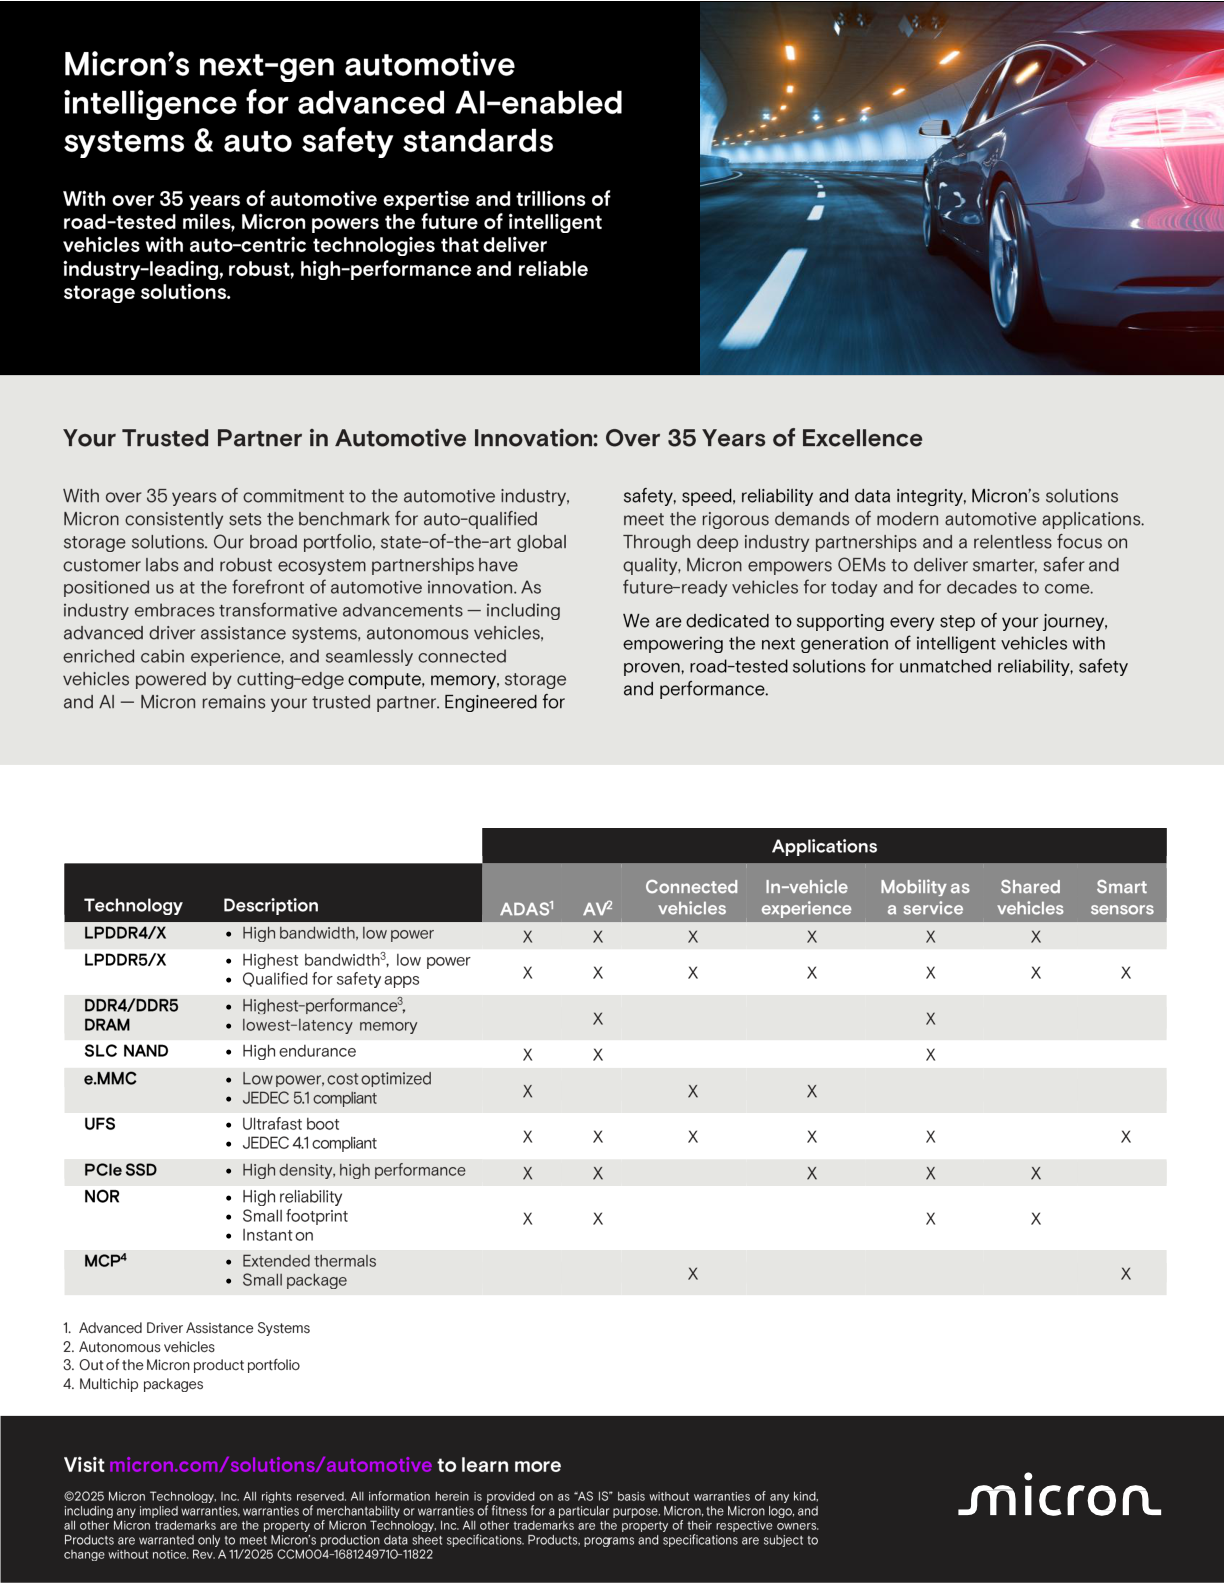 Micron’s next-gen automotive
intelligence for advanced AI-enabled
systems & auto safety standards
With over 35 years of automotive expertise and trillions of
road-tested miles, Micron powers the future of intelligent
vehicles with auto-centric technologies that deliver
industry-leading, robust, high-performance and reliable
storage solutions.
Your Trusted Partner in Automotive Innovation: Over 35 Years of Excellence
With over 35 years of commitment to the automotive industry,
Micron consistently sets the benchmark for auto-qualified
storage solutions. Our broad portfolio, state-of-the-art global
customer labs and robust ecosystem partnerships have
positioned us at the forefront of automotive innovation. As
industry embraces transformative advancements — including
advanced driver assistance systems, autonomous vehicles,
enriched cabin experience, and seamlessly connected
vehicles powered by cutting-edge compute, memory, storage
and AI — Micron remains your trusted partner. Engineered for
safety, speed, reliability and data integrity, Micron’s solutions
meet the rigorous demands of modern automotive applications.
Through deep industry partnerships and a relentless focus on
quality, Micron empowers OEMs to deliver smarter, safer and
future-ready vehicles for today and for decades to come.
We are dedicated to supporting every step of your journey,
empowering the next generation of intelligent vehicles with
proven, road-tested solutions for unmatched reliability, safety
and performance.
Applications
Technology Description ADAS¹ AV² Connected vehicles In-vehicle experience Mobility as a service Shared vehicles Smart sensors
LPDDR4/X • High bandwidth, low power X X X X X X
LPDDR5/X • Highest bandwidth³, low power
• Qualified for safety apps X X X X X X X
DDR4/DDR5 • Highest-performance³,
DRAM • lowest-latency memory X X
SLC NAND • High endurance X X X
e.MMC • Low power, cost optimized
• JEDEC 5.1 compliant X X X
UFS • Ultrafast boot
• JEDEC 4.1 compliant X X X X X X
PCIe SSD • High density, high performance X X X X X
NOR • High reliability
• Small footprint X X X X
• Instant on
MCP⁴ • Extended thermals
• Small package X X
1. Advanced Driver Assistance Systems
2. Autonomous vehicles
3. Out of the Micron product portfolio
4. Multichip packages
Visit micron.com/solutions/automotive to learn more
©2025 Micron Technology, Inc. All rights reserved. All information herein is provided on as “AS IS” basis without warranties of any kind,
including any implied warranties, warranties of merchantability or warranties of fitness for a particular purpose. Micron, the Micron logo, and
all other Micron trademarks are the property of Micron Technology, Inc. All other trademarks are the property of their respective owners.
Products are warranted only to meet Micron’s production data sheet specifications. Products, programs and specifications are subject to
change without notice. Rev. A 11/2025 CCM004-1681249710-11822
micron